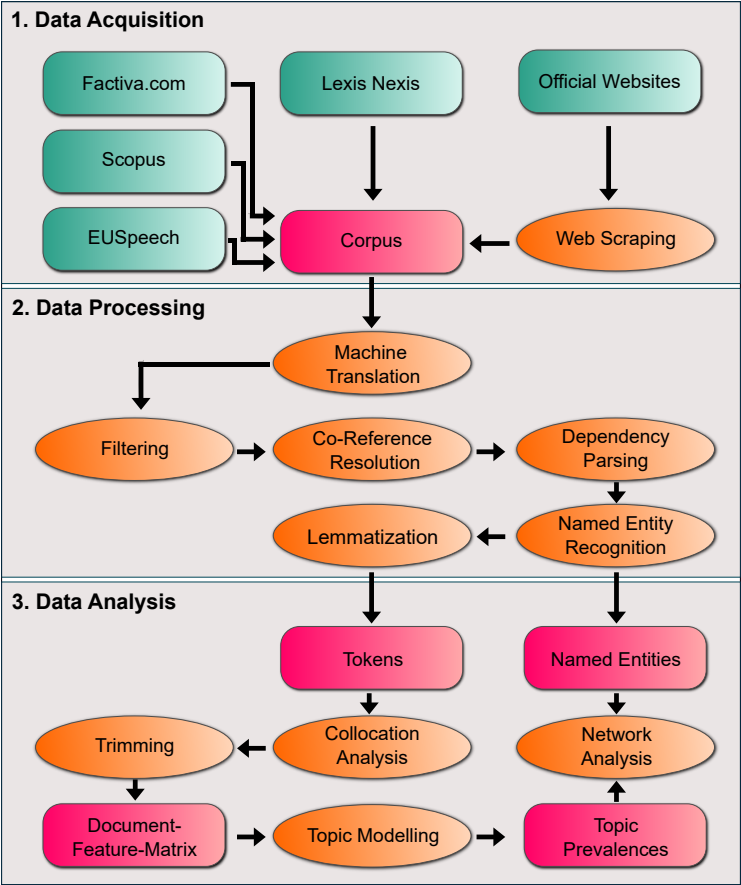 1. Data Acquisition
Factiva.com
Lexis Nexis
Official Websites
Scopus
EUSpeech
Corpus
Web Scraping
2. Data Processing
Machine
Translation
Filtering
Co-Reference
Resolution
Dependency
Parsing
Lemmatization
Named Entity
Recognition
3. Data Analysis
Tokens
Named Entities
Trimming
Collocation
Analysis
Network
Analysis
Document-
Feature-Matrix
Topic Modelling
Topic
Prevalences